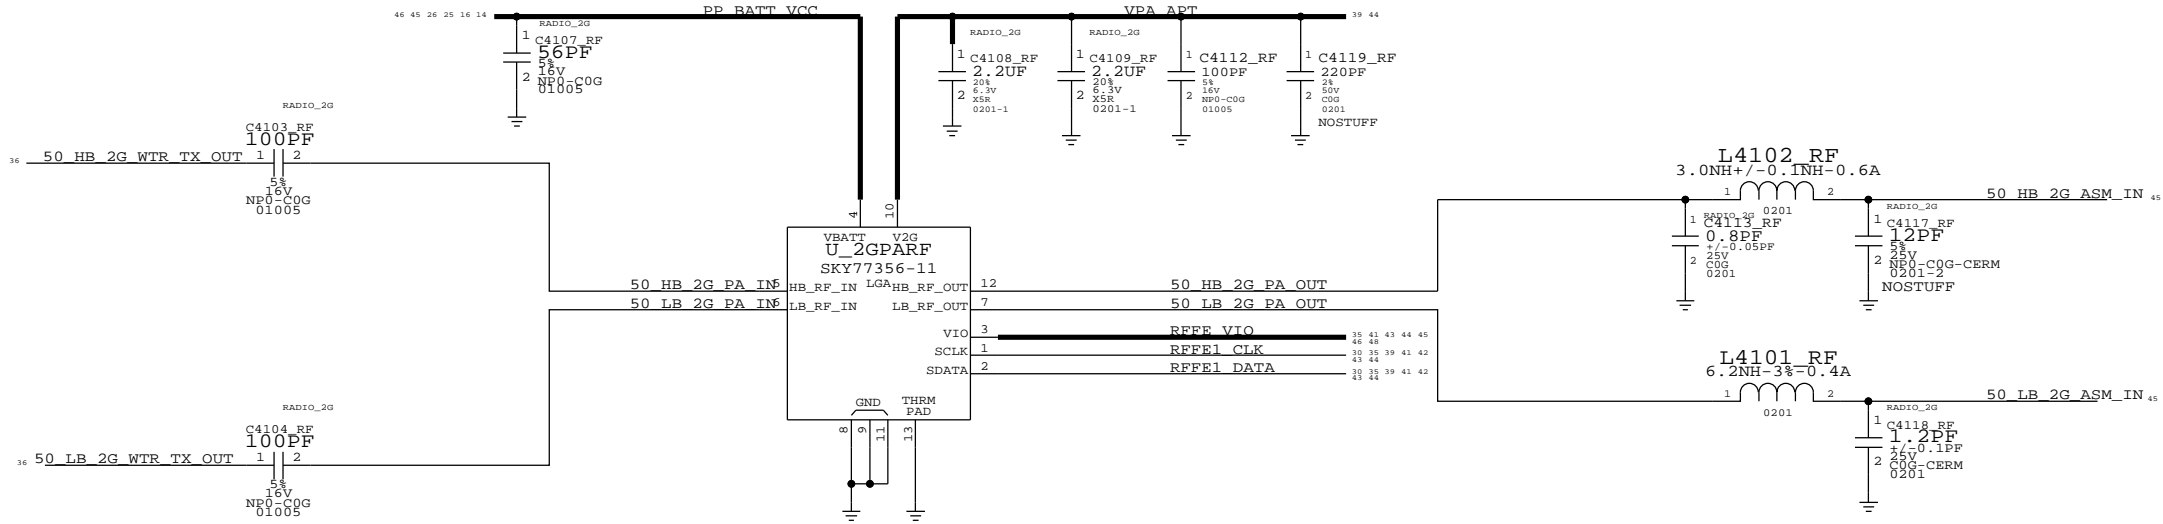 46 45 26 25 16 14
PP_BATT_VCC
VPA_APT
39 44
RADIO_2G
1 C4107_RF
56PF
5%
16V
2 NP0-C0G
01005
RADIO_2G
1 C4108_RF
2.2UF
20%
6.3V
2 X5R
0201-1
RADIO_2G
1 C4109_RF
2.2UF
20%
6.3V
2 X5R
0201-1
1 C4112_RF
100PF
5%
16V
2 NP0-C0G
01005
1 C4119_RF
220PF
2%
50V
2 C0G
0201
NOSTUFF
RADIO_2G
C4103_RF
100PF
36 50_HB_2G_WTR_TX_OUT 1 2
5%
16V
NP0-C0G
01005
4 10
VBATT V2G
U_2GPARF
SKY77356-11
LGA
50_HB_2G_PA_IN 5 HB_RF_IN
50_LB_2G_PA_IN 6 LB_RF_IN
HB_RF_OUT 12 50_HB_2G_PA_OUT
LB_RF_OUT 7 50_LB_2G_PA_OUT
VIO 3 RFFE_VIO 35 41 43 44 45
46 48
SCLK 1 RFFE1_CLK 30 35 39 41 42
43 44
SDATA 2 RFFE1_DATA 30 35 39 41 42
43 44
GND THRM
PAD
8 9 11 13
L4102_RF
3.0NH+/-0.1NH-0.6A
1 2
0201
50_HB_2G_ASM_IN 45
RADIO_2G
1 C4113_RF
0.8PF
+/-0.05PF
25V
2 C0G
0201
RADIO_2G
1 C4117_RF
12PF
5%
25V
2 NP0-C0G-CERM
0201-2
NOSTUFF
L4101_RF
6.2NH-3%-0.4A
1 2
0201
50_LB_2G_ASM_IN 45
RADIO_2G
1 C4118_RF
1.2PF
+/-0.1PF
25V
2 C0G-CERM
0201
RADIO_2G
C4104_RF
100PF
36 50_LB_2G_WTR_TX_OUT 1 2
5%
16V
NP0-C0G
01005